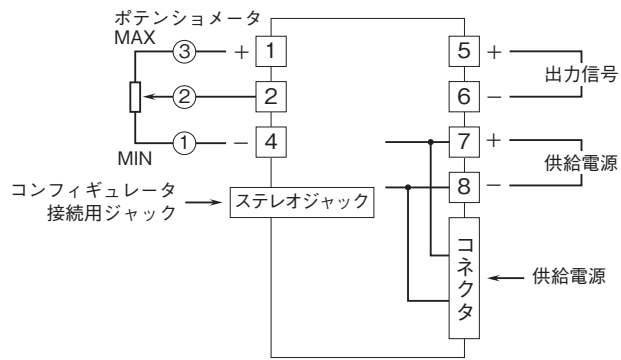 ポテンショメータ
MAX
③ + 1
② 2
① − 4
MIN
コンフィギュレータ
接続用ジャック
ステレオジャック
5 +
出力信号
6 −
7 +
供給電源
8 −
コネクタ
供給電源